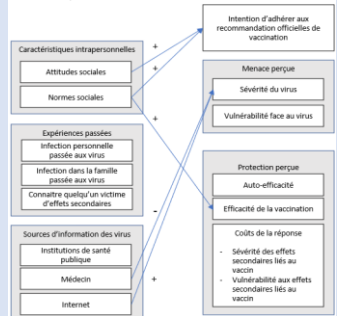 Intention d'adhérer aux
recommandation officielles de
vaccination
Caractéristiques intrapersonnelles
Attitudes sociales
Normes sociales
+
+
+
Menace perçue
Sévérité du virus
Vulnérabilité face au virus
Expériences passées
Infection personnelle
passée aux virus
Infection dans la famille
passée aux virus
Connaitre quelqu'un victime
d'effets secondaires
Protection perçue
Auto-efficacité
Efficacité de la vaccination
Coûts de la réponse
- Sévérité des effets
secondaires liés au
vaccin
- Vulnérabilité aux effets
secondaires liés au
vaccin
-
+
Sources d'information des virus
Institutions de santé
publique
Médecin
Internet